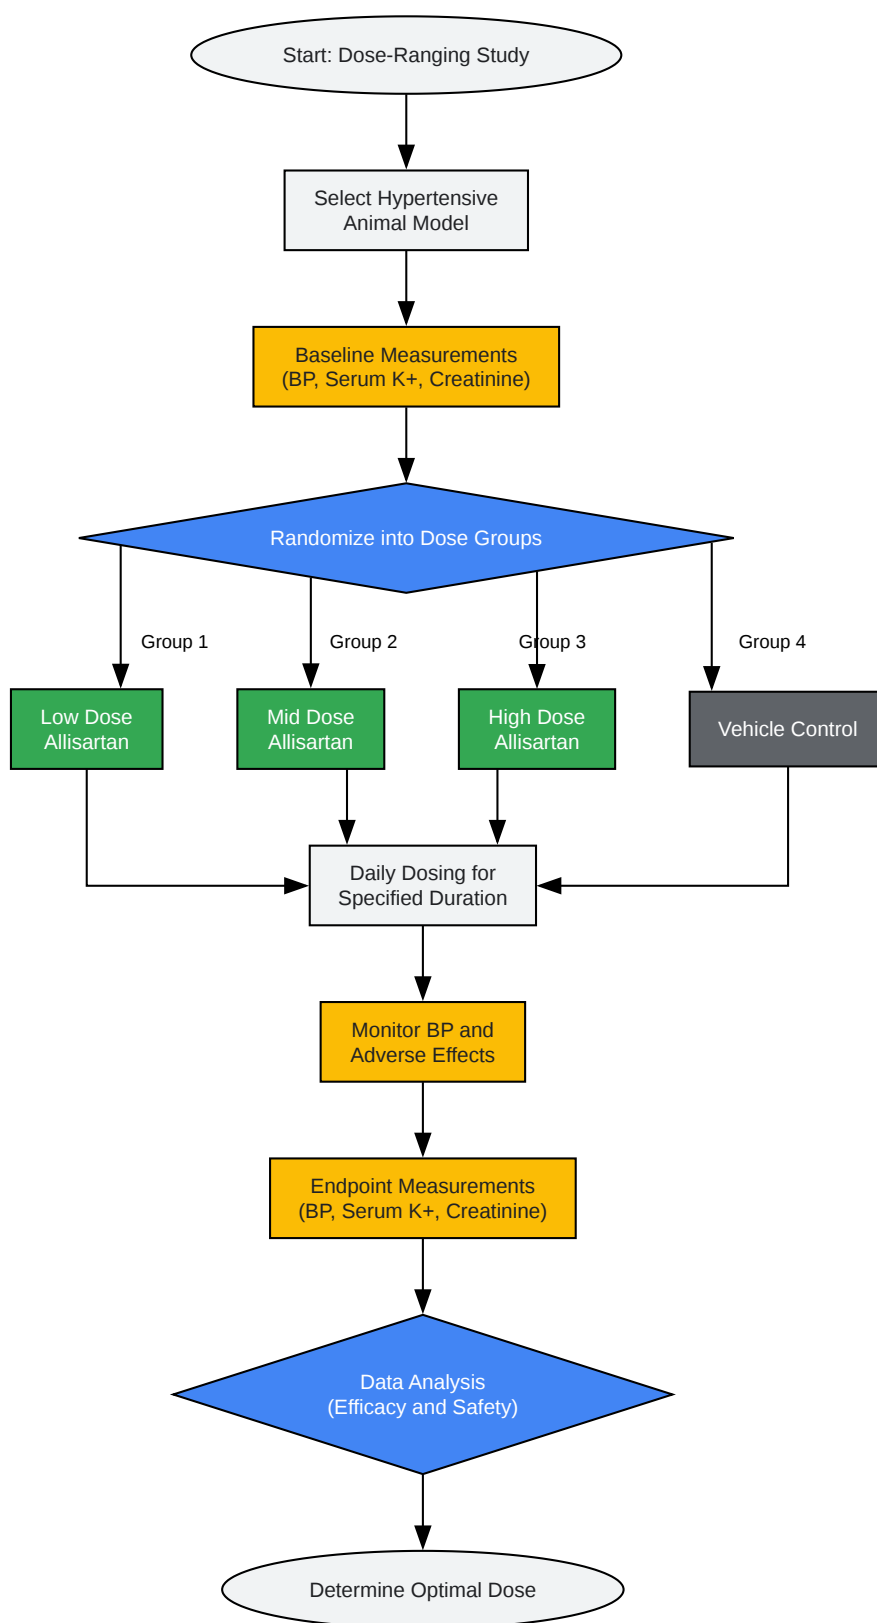 Start: Dose-Ranging Study
Select Hypertensive
Animal Model
Baseline Measurements
(BP, Serum K+, Creatinine)
Randomize into Dose Groups
Group 1
Group 2
Group 3
Group 4
Low Dose
Allisartan
Mid Dose
Allisartan
High Dose
Allisartan
Vehicle Control
Daily Dosing for
Specified Duration
Monitor BP and
Adverse Effects
Endpoint Measurements
(BP, Serum K+, Creatinine)
Data Analysis
(Efficacy and Safety)
Determine Optimal Dose